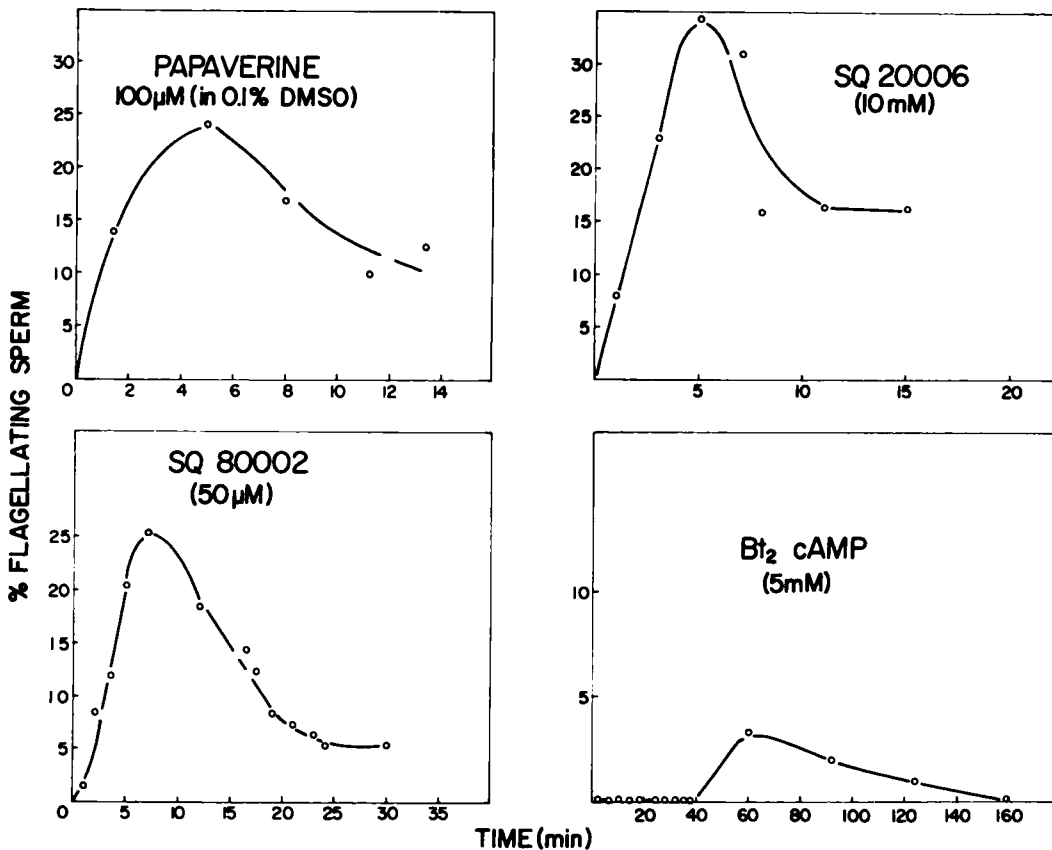 PAPAVERINE
100µM (in 0.1% DMSO)
30
25
20
15
10
5
0 2 4 6 8 10 12 14
SQ 20006
(10mM)
30
25
20
15
10
5
0 5 10 15 20
% FLAGELLATING SPERM
SQ 80002
(50µM)
25
20
15
10
5
0 5 10 15 20 25 30 35
Bt₂ cAMP
(5mM)
10
5
20 40 60 80 100 120 140 160
TIME (min)